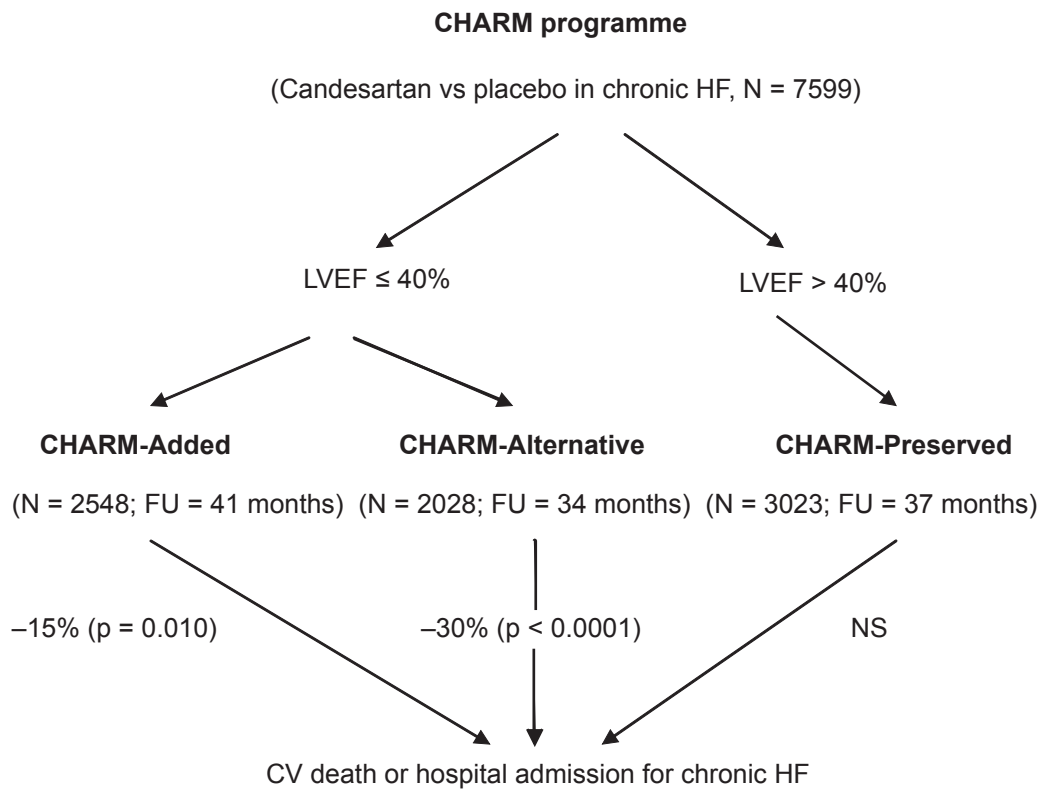 CHARM programme
(Candesartan vs placebo in chronic HF, N = 7599)
LVEF ≤ 40%
LVEF > 40%
CHARM-Added
CHARM-Alternative
CHARM-Preserved
(N = 2548; FU = 41 months)
(N = 2028; FU = 34 months)
(N = 3023; FU = 37 months)
–15% (p = 0.010)
–30% (p < 0.0001)
NS
CV death or hospital admission for chronic HF